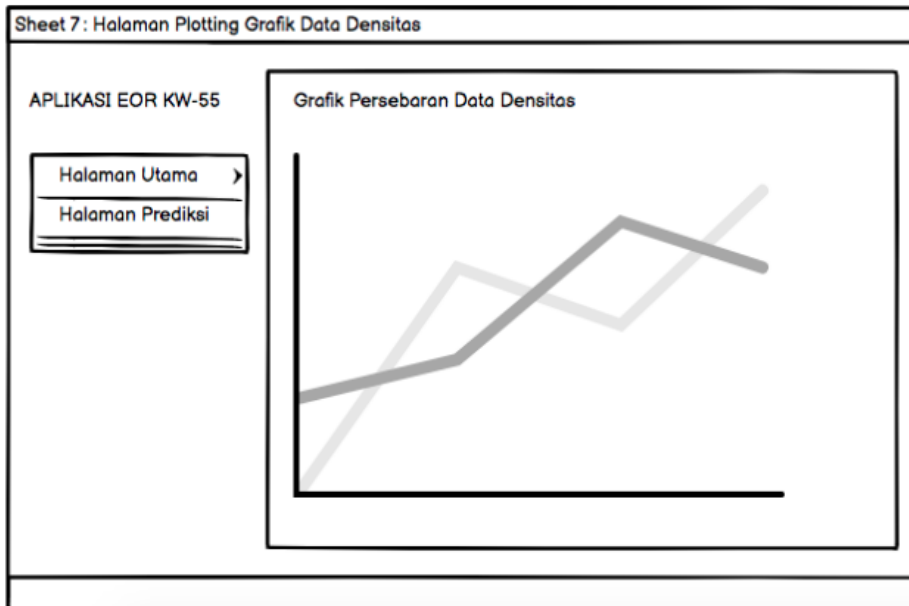 Sheet 7 : Halaman Plotting Grafik Data Densitas
APLIKASI EOR KW-55
Halaman Utama
Halaman Prediksi
Grafik Persebaran Data Densitas